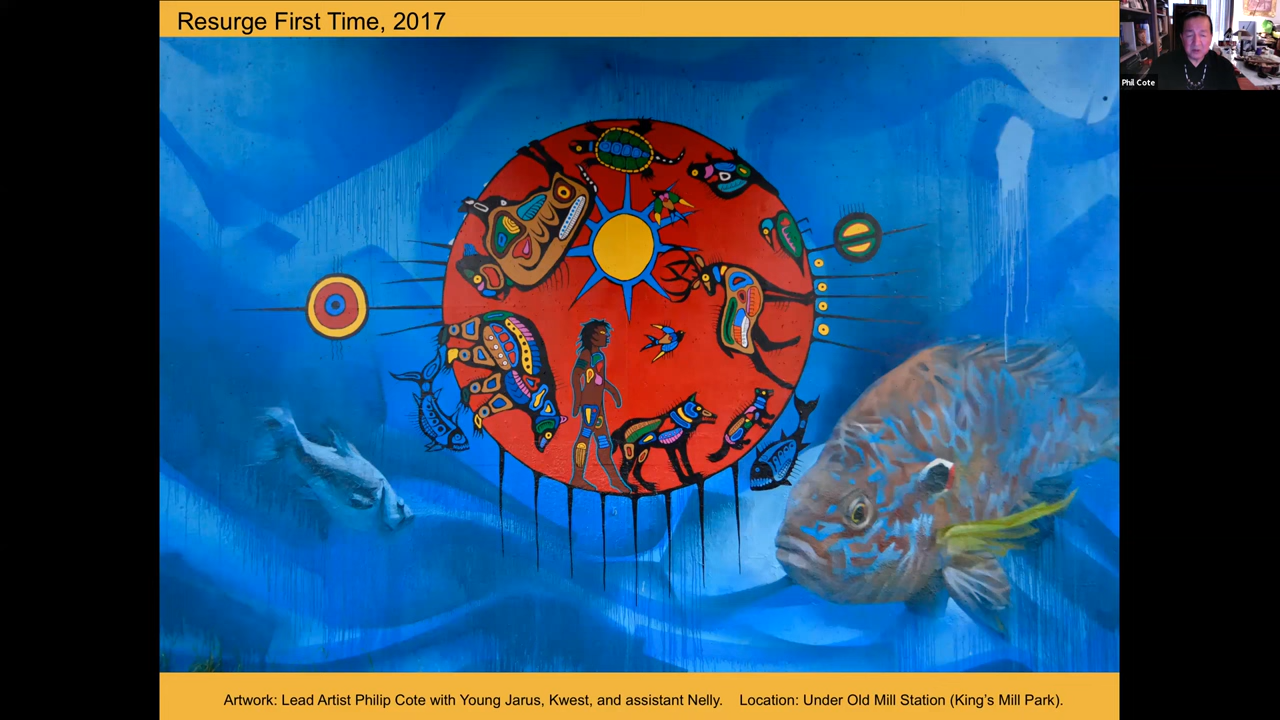 Resurge First Time, 2017
Phil Cote
Artwork: Lead Artist Philip Cote with Young Jarus, Kwest, and assistant Nelly. Location: Under Old Mill Station (King's Mill Park).